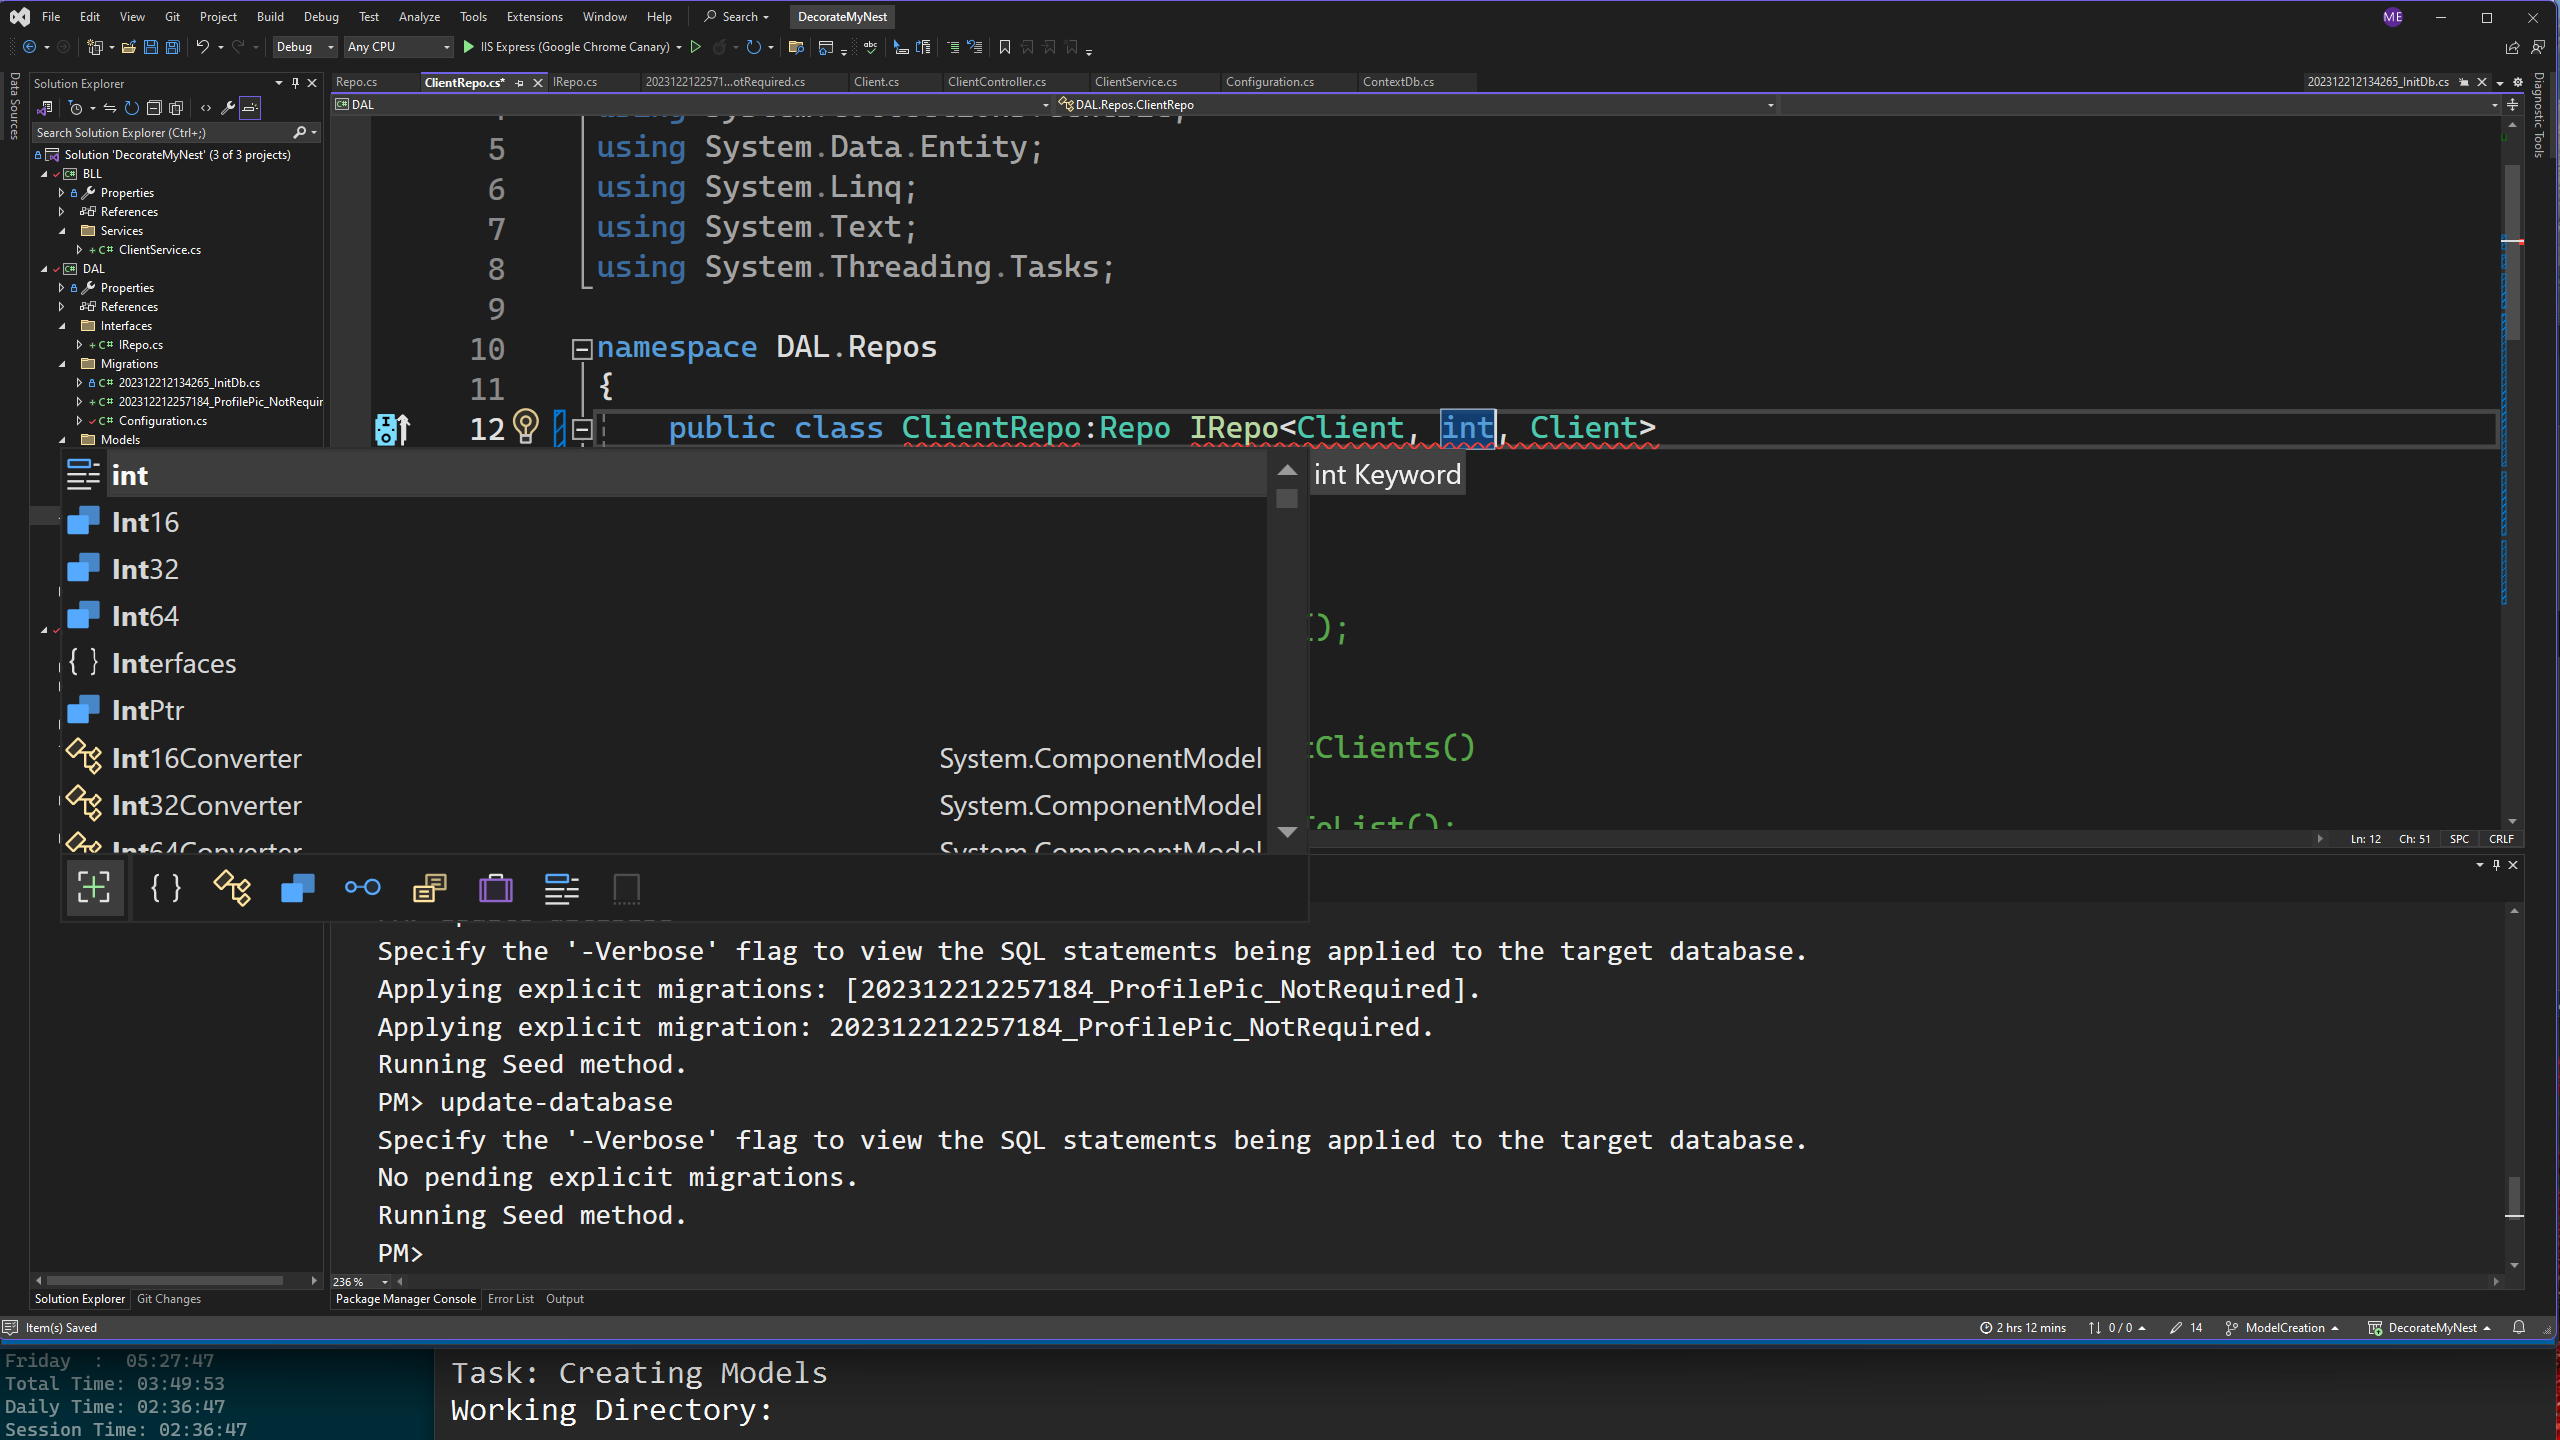 File Edit View Git Project Build Debug Test Analyze Tools Extensions Window Help Search DecorateMyNest ME
Debug Any CPU IIS Express (Google Chrome Canary)
Data Sources
Solution Explorer
Search Solution Explorer (Ctrl+;)
Solution 'DecorateMyNest' (3 of 3 projects)
BLL
Properties
References
Services
C# ClientService.cs
DAL
Properties
References
Interfaces
C# IRepo.cs
Migrations
C# 202312212134265_InitDb.cs
C# 202312212257184_ProfilePic_NotRequir
C# Configuration.cs
Models
Repo.cs ClientRepo.cs* IRepo.cs 2023122122571...otRequired.cs Client.cs ClientController.cs ClientService.cs Configuration.cs ContextDb.cs 202312212134265_InitDb.cs
Diagnostic Tools
DAL DAL.Repos.ClientRepo
5 using System.Data.Entity;
6 using System.Linq;
7 using System.Text;
8 using System.Threading.Tasks;
9
10 namespace DAL.Repos
11 {
12 public class ClientRepo:Repo IRepo<Client, int, Client>
int
int Keyword
Int16
Int32
Int64
Interfaces
IntPtr
Int16Converter System.ComponentModel
Int32Converter System.ComponentModel
Int64Converter System.ComponentModel
();
tClients()
oList();
Ln: 12 Ch: 51 SPC CRLF
Specify the '-Verbose' flag to view the SQL statements being applied to the target database.
Applying explicit migrations: [202312212257184_ProfilePic_NotRequired].
Applying explicit migration: 202312212257184_ProfilePic_NotRequired.
Running Seed method.
PM> update-database
Specify the '-Verbose' flag to view the SQL statements being applied to the target database.
No pending explicit migrations.
Running Seed method.
PM>
236 %
Solution Explorer Git Changes
Package Manager Console Error List Output
Item(s) Saved
2 hrs 12 mins 0 / 0 14 ModelCreation DecorateMyNest
Friday : 05:27:47
Total Time: 03:49:53
Daily Time: 02:36:47
Session Time: 02:36:47
Task: Creating Models
Working Directory: